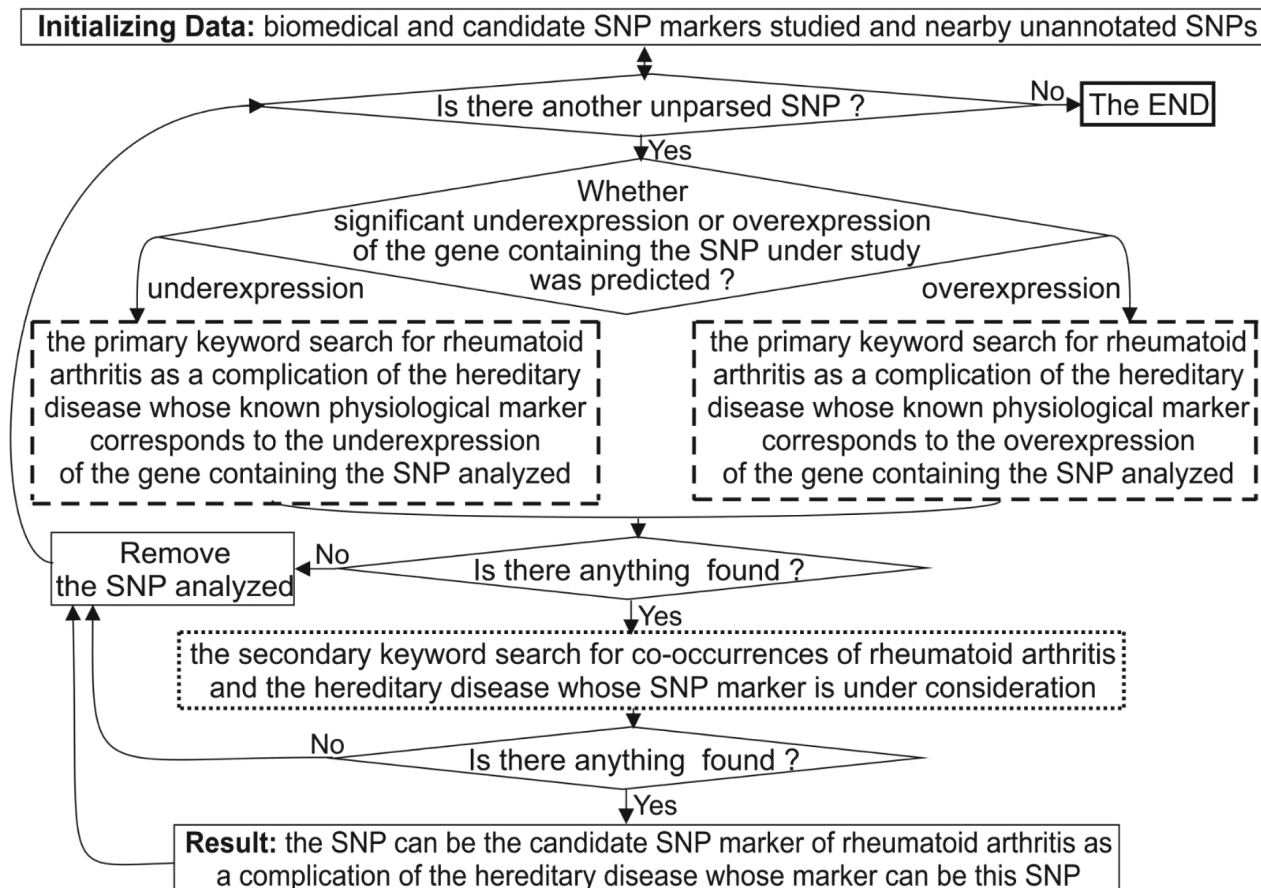 Initializing Data: biomedical and candidate SNP markers studied and nearby unannotated SNPs
Is there another unparsed SNP ?
No
The END
Yes
Whether
significant underexpression or overexpression
of the gene containing the SNP under study
was predicted ?
underexpression
overexpression
the primary keyword search for rheumatoid
arthritis as a complication of the hereditary
disease whose known physiological marker
corresponds to the underexpression
of the gene containing the SNP analyzed
the primary keyword search for rheumatoid
arthritis as a complication of the hereditary
disease whose known physiological marker
corresponds to the overexpression
of the gene containing the SNP analyzed
Remove
the SNP analyzed
No
Is there anything found ?
Yes
the secondary keyword search for co-occurrences of rheumatoid arthritis
and the hereditary disease whose SNP marker is under consideration
No
Is there anything found ?
Yes
Result: the SNP can be the candidate SNP marker of rheumatoid arthritis as
a complication of the hereditary disease whose marker can be this SNP